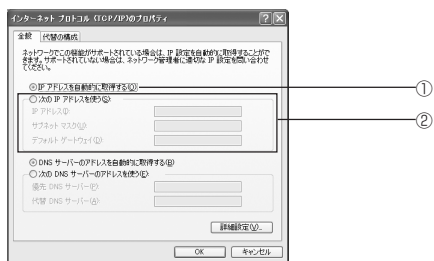 インターネット プロトコル (TCP/IP)のプロパティ
全般 代替の構成
ネットワークでこの機能がサポートされている場合は、IP 設定を自動的に取得することがで
きます。サポートされていない場合は、ネットワーク管理者に適切な IP 設定を問い合わせ
てください。
IP アドレスを自動的に取得する(O)
①
次の IP アドレスを使う(S):
②
IP アドレス(I):
サブネット マスク(U):
デフォルト ゲートウェイ(D):
DNS サーバーのアドレスを自動的に取得する(B)
次の DNS サーバーのアドレスを使う(E):
優先 DNS サーバー(P):
代替 DNS サーバー(A):
詳細設定(V)...
OK キャンセル